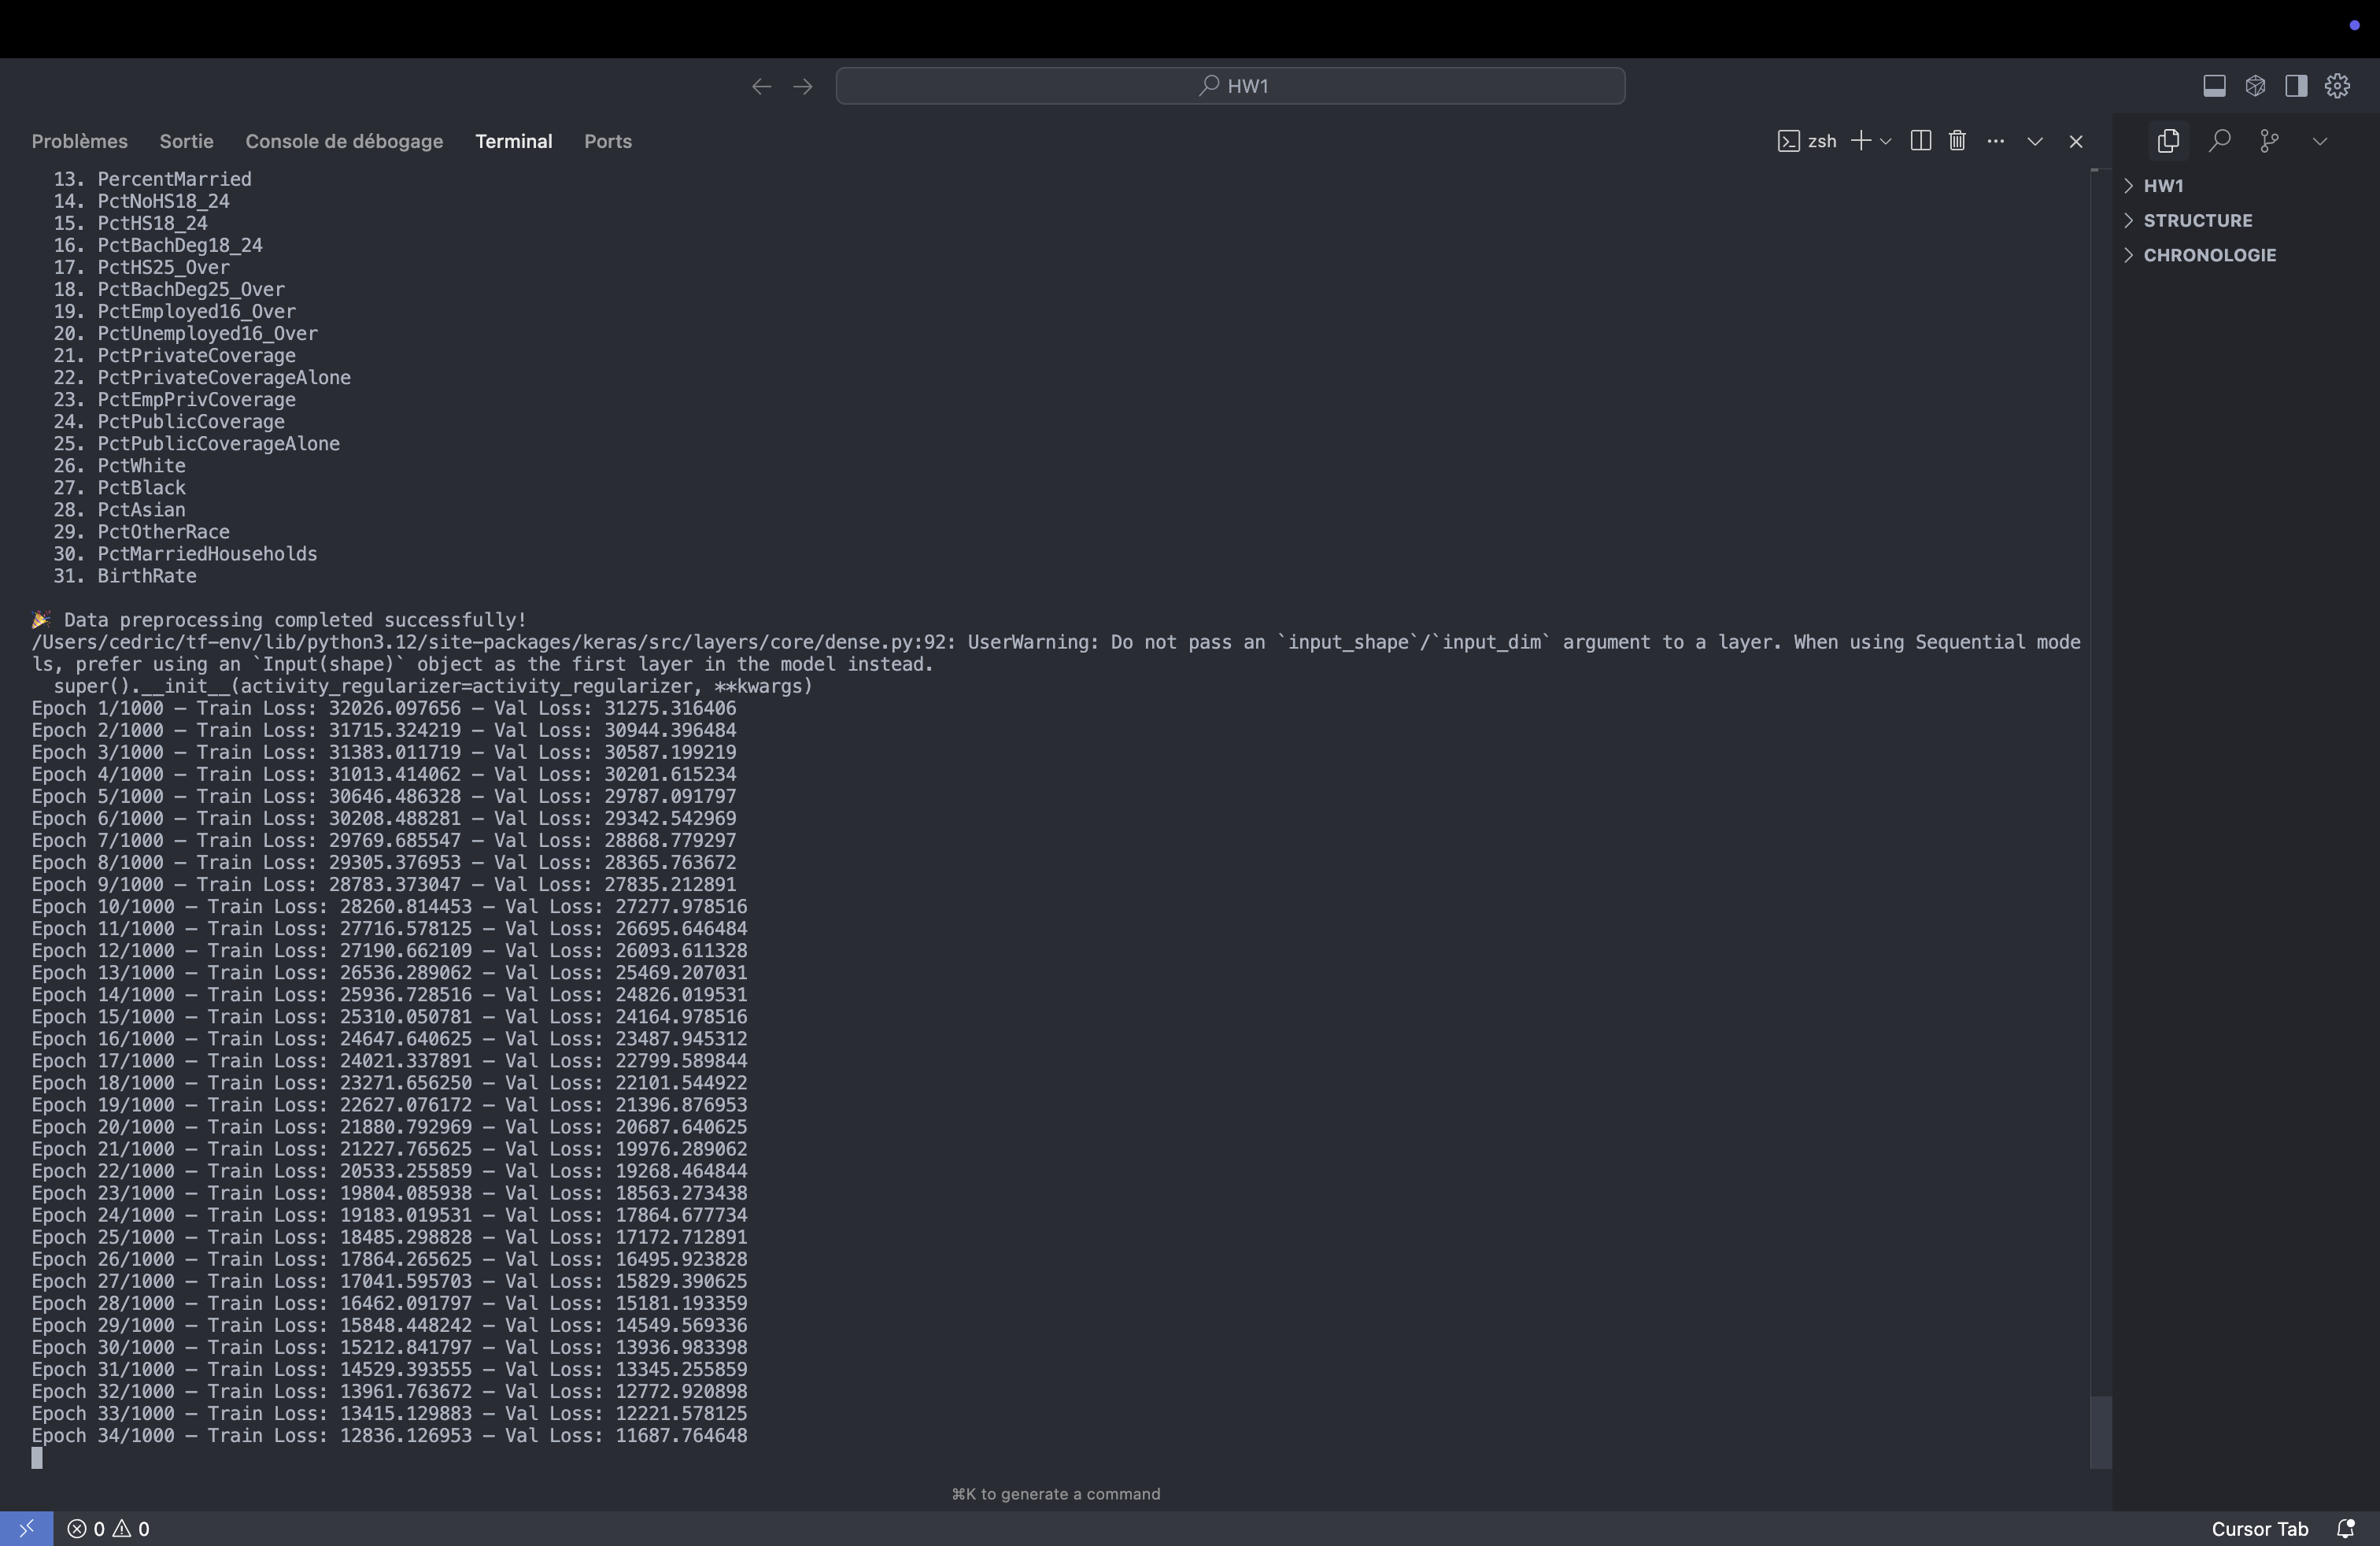 HW1
Problèmes Sortie Console de débogage Terminal Ports
zsh
13. PercentMarried
14. PctNoHS18_24
15. PctHS18_24
16. PctBachDeg18_24
17. PctHS25_Over
18. PctBachDeg25_Over
19. PctEmployed16_Over
20. PctUnemployed16_Over
21. PctPrivateCoverage
22. PctPrivateCoverageAlone
23. PctEmpPrivCoverage
24. PctPublicCoverage
25. PctPublicCoverageAlone
26. PctWhite
27. PctBlack
28. PctAsian
29. PctOtherRace
30. PctMarriedHouseholds
31. BirthRate
🎉 Data preprocessing completed successfully!
/Users/cedric/tf-env/lib/python3.12/site-packages/keras/src/layers/core/dense.py:92: UserWarning: Do not pass an `input_shape`/`input_dim` argument to a layer. When using Sequential mode
ls, prefer using an `Input(shape)` object as the first layer in the model instead.
super().__init__(activity_regularizer=activity_regularizer, **kwargs)
Epoch 1/1000 — Train Loss: 32026.097656 — Val Loss: 31275.316406
Epoch 2/1000 — Train Loss: 31715.324219 — Val Loss: 30944.396484
Epoch 3/1000 — Train Loss: 31383.011719 — Val Loss: 30587.199219
Epoch 4/1000 — Train Loss: 31013.414062 — Val Loss: 30201.615234
Epoch 5/1000 — Train Loss: 30646.486328 — Val Loss: 29787.091797
Epoch 6/1000 — Train Loss: 30208.488281 — Val Loss: 29342.542969
Epoch 7/1000 — Train Loss: 29769.685547 — Val Loss: 28868.779297
Epoch 8/1000 — Train Loss: 29305.376953 — Val Loss: 28365.763672
Epoch 9/1000 — Train Loss: 28783.373047 — Val Loss: 27835.212891
Epoch 10/1000 — Train Loss: 28260.814453 — Val Loss: 27277.978516
Epoch 11/1000 — Train Loss: 27716.578125 — Val Loss: 26695.646484
Epoch 12/1000 — Train Loss: 27190.662109 — Val Loss: 26093.611328
Epoch 13/1000 — Train Loss: 26536.289062 — Val Loss: 25469.207031
Epoch 14/1000 — Train Loss: 25936.728516 — Val Loss: 24826.019531
Epoch 15/1000 — Train Loss: 25310.050781 — Val Loss: 24164.978516
Epoch 16/1000 — Train Loss: 24647.640625 — Val Loss: 23487.945312
Epoch 17/1000 — Train Loss: 24021.337891 — Val Loss: 22799.589844
Epoch 18/1000 — Train Loss: 23271.656250 — Val Loss: 22101.544922
Epoch 19/1000 — Train Loss: 22627.076172 — Val Loss: 21396.876953
Epoch 20/1000 — Train Loss: 21880.792969 — Val Loss: 20687.640625
Epoch 21/1000 — Train Loss: 21227.765625 — Val Loss: 19976.289062
Epoch 22/1000 — Train Loss: 20533.255859 — Val Loss: 19268.464844
Epoch 23/1000 — Train Loss: 19804.085938 — Val Loss: 18563.273438
Epoch 24/1000 — Train Loss: 19183.019531 — Val Loss: 17864.677734
Epoch 25/1000 — Train Loss: 18485.298828 — Val Loss: 17172.712891
Epoch 26/1000 — Train Loss: 17864.265625 — Val Loss: 16495.923828
Epoch 27/1000 — Train Loss: 17041.595703 — Val Loss: 15829.390625
Epoch 28/1000 — Train Loss: 16462.091797 — Val Loss: 15181.193359
Epoch 29/1000 — Train Loss: 15848.448242 — Val Loss: 14549.569336
Epoch 30/1000 — Train Loss: 15212.841797 — Val Loss: 13936.983398
Epoch 31/1000 — Train Loss: 14529.393555 — Val Loss: 13345.255859
Epoch 32/1000 — Train Loss: 13961.763672 — Val Loss: 12772.920898
Epoch 33/1000 — Train Loss: 13415.129883 — Val Loss: 12221.578125
Epoch 34/1000 — Train Loss: 12836.126953 — Val Loss: 11687.764648
⌘K to generate a command
HW1
STRUCTURE
CHRONOLOGIE
0 0
Cursor Tab